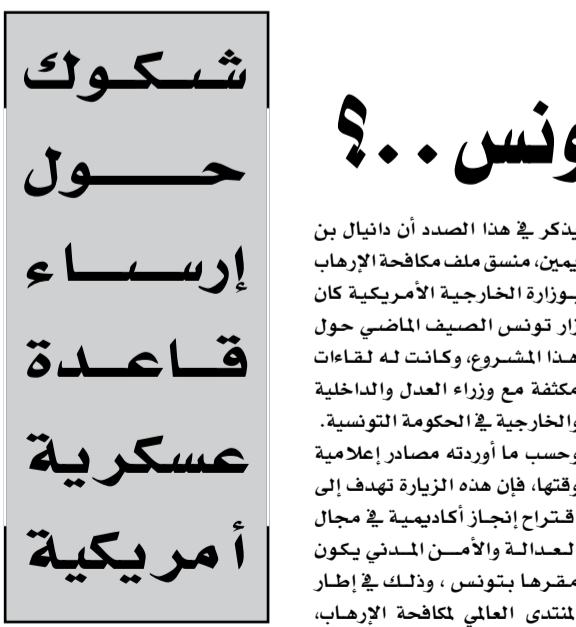 ونس..؟
يذكر في هذا الصدد أن دانيال بن
يمين، منسق ملف مكافحة الإرهاب
بوزارة الخارجية الأمريكية كان
زار تونس الصيف الماضي حول
هذا المشروع، وكانت له لقاءات
مكثفة مع وزراء العدل والداخلية
والخارجية في الحكومة التونسية.
وحسب ما أوردته مصادر إعلامية
وقتها، فإن هذه الزيارة تهدف إلى
قتراح إنجاز أكاديمية في مجال
لعدالة والأمن المدني يكون
مقرها بتونس ، وذلك في إطار
لمنتدى العالمي لمكافحة الإرهاب،
شكوك
حول
إرساء
قاعدة
عسكرية
أمريكية